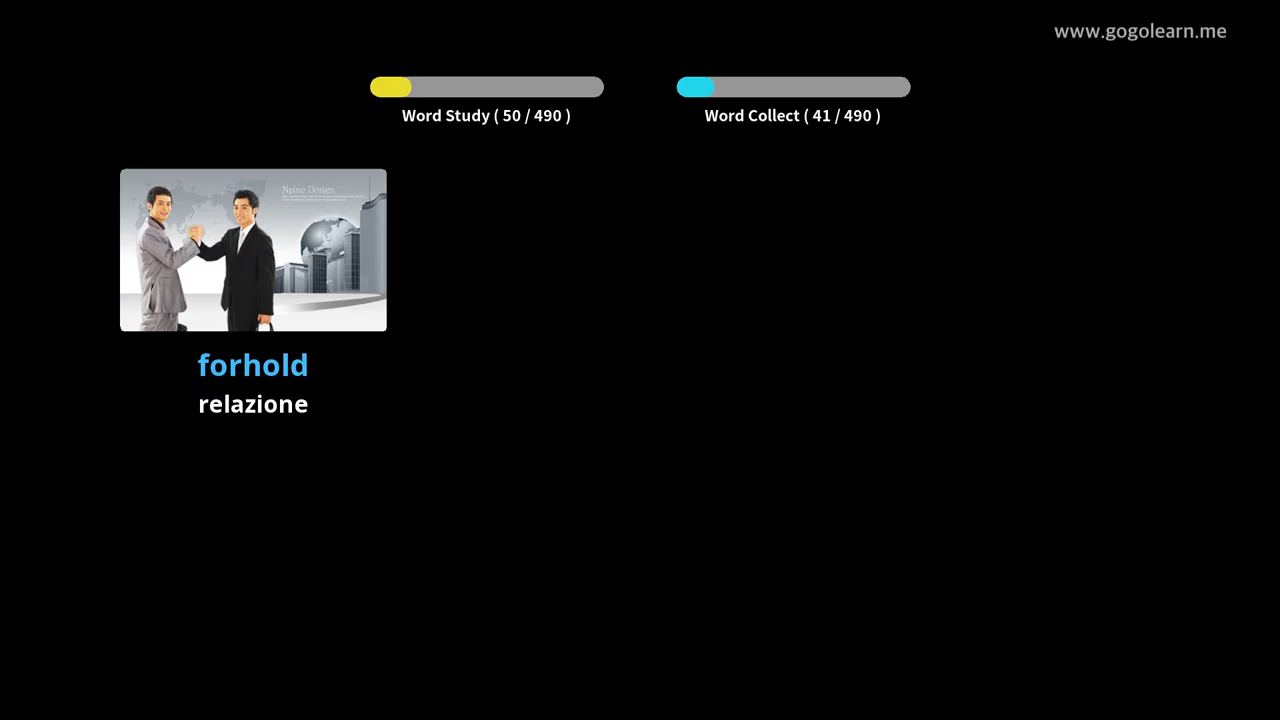 www.gogolearn.me
Word Study ( 50 / 490 )
Word Collect ( 41 / 490 )
Npine Design
forhold
relazione